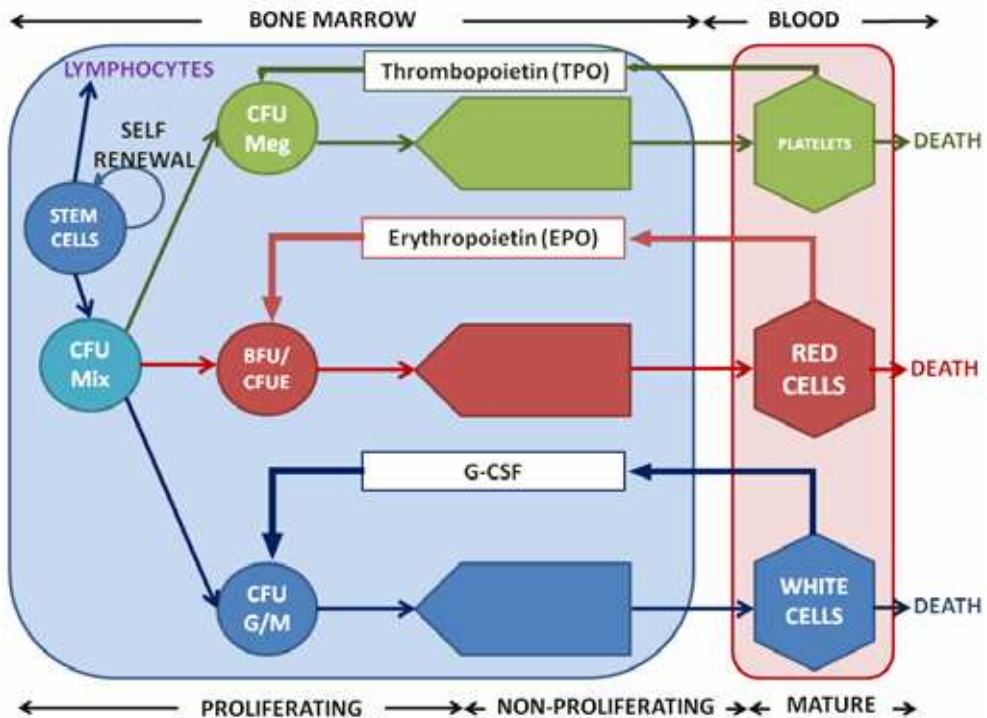 BONE MARROW
BLOOD
LYMPHOCYTES
Thrombopoietin (TPO)
CFU
Meg
SELF
RENEWAL
PLATELETS
DEATH
STEM
CELLS
Erythropoietin (EPO)
CFU
Mix
BFU/
CFUE
RED
CELLS
DEATH
G-CSF
CFU
G/M
WHITE
CELLS
DEATH
PROLIFERATING
NON-PROLIFERATING
MATURE